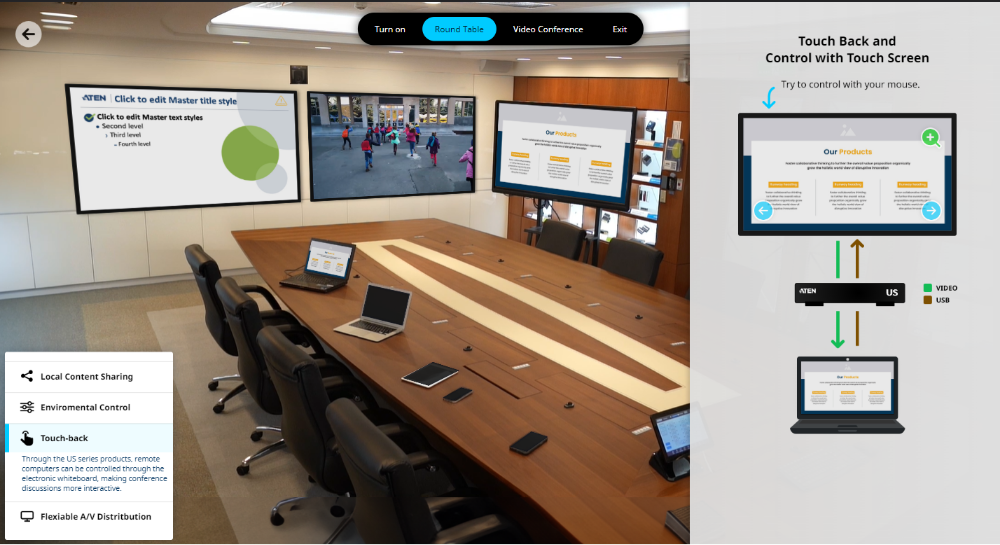 Turn on
Round Table
Video Conference
Exit
ATEN
Click to edit Master title style
Click to edit Master text styles
Second level
Third level
Fourth level
Our Products
Local Content Sharing
Enviromental Control
Touch-back
Through the US series products, remote
computers can be controlled through the
electronic whiteboard, making conference
discussions more interactive.
Flexiable A/V Distritbution
Touch Back and
Control with Touch Screen
Try to control with your mouse.
Our Products
ATEN
US
VIDEO
USB
Our Products